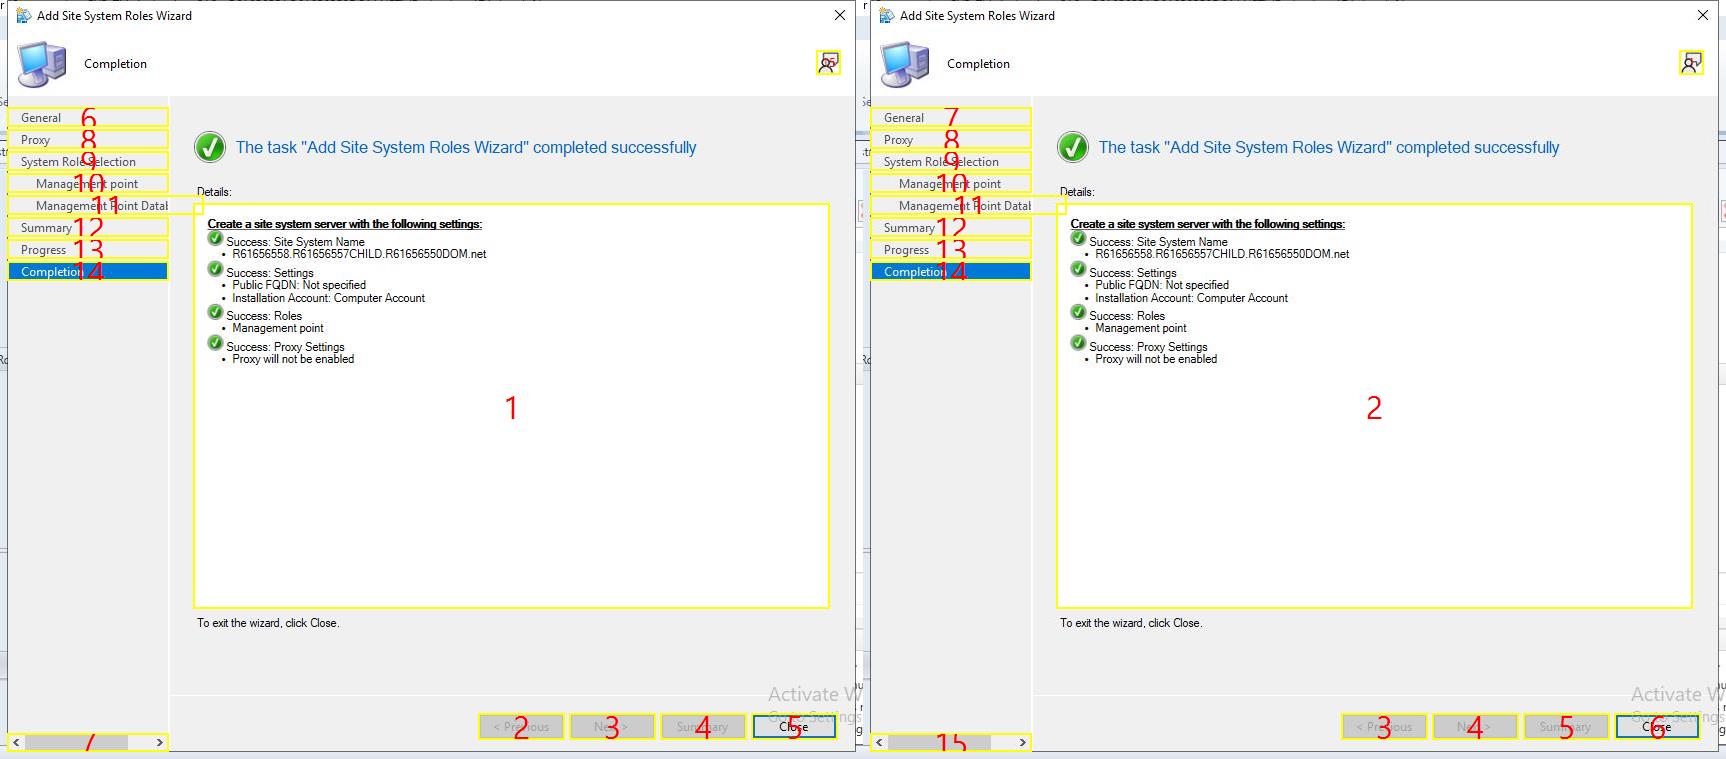 Add Site System Roles Wizard
Completion
General 6
Proxy 8
System Role Selection 9
Management point 10
Management Point Datab 11
Summary 12
Progress 13
Completion 14
7
The task "Add Site System Roles Wizard" completed successfully
Details:
Create a site system server with the following settings:
Success: Site System Name
• R61656558.R61656557CHILD.R61656550DOM.net
Success: Settings
• Public FQDN: Not specified
• Installation Account: Computer Account
Success: Roles
• Management point
Success: Proxy Settings
• Proxy will not be enabled
1
To exit the wizard, click Close.
Activate W
Go to Settings
< Previous 2
Next > 3
Summary 4
Close 5
Add Site System Roles Wizard
Completion
General 7
Proxy 8
System Role Selection 9
Management point 10
Management Point Datab 11
Summary 12
Progress 13
Completion 14
15
The task "Add Site System Roles Wizard" completed successfully
Details:
Create a site system server with the following settings:
Success: Site System Name
• R61656558.R61656557CHILD.R61656550DOM.net
Success: Settings
• Public FQDN: Not specified
• Installation Account: Computer Account
Success: Roles
• Management point
Success: Proxy Settings
• Proxy will not be enabled
2
To exit the wizard, click Close.
Activate W
Go to Settings
< Previous 3
Next > 4
Summary 5
Close 6